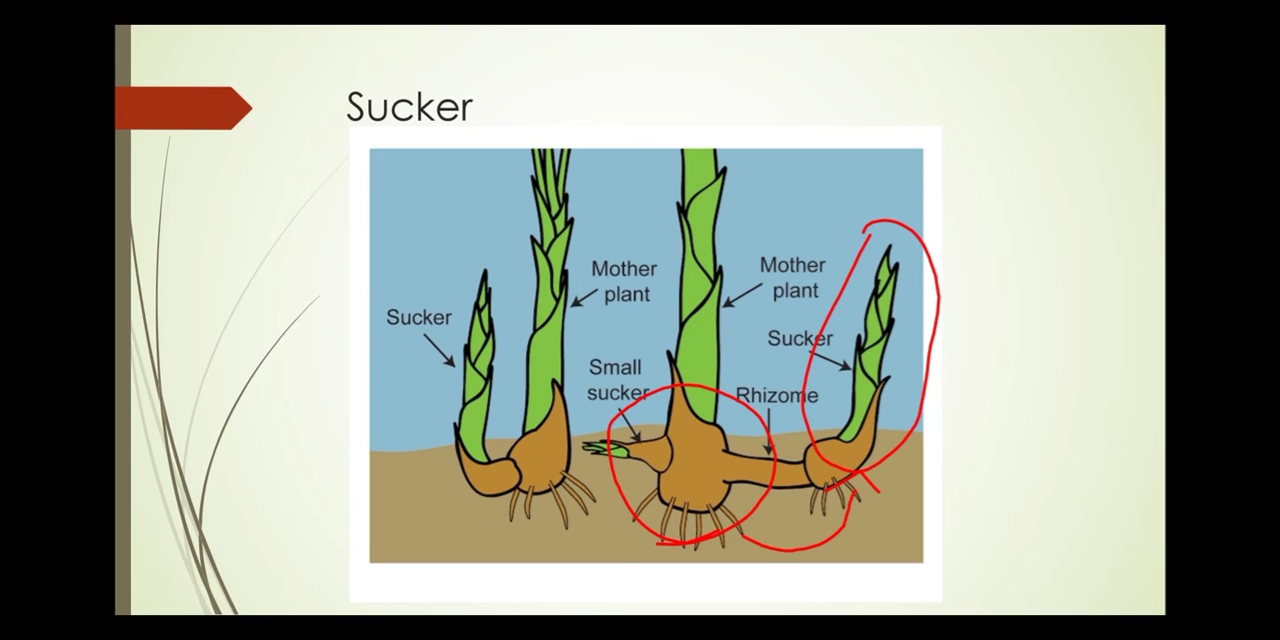 Sucker
Mother
plant
Sucker
Small
sucker
Mother
plant
Sucker
Rhizome